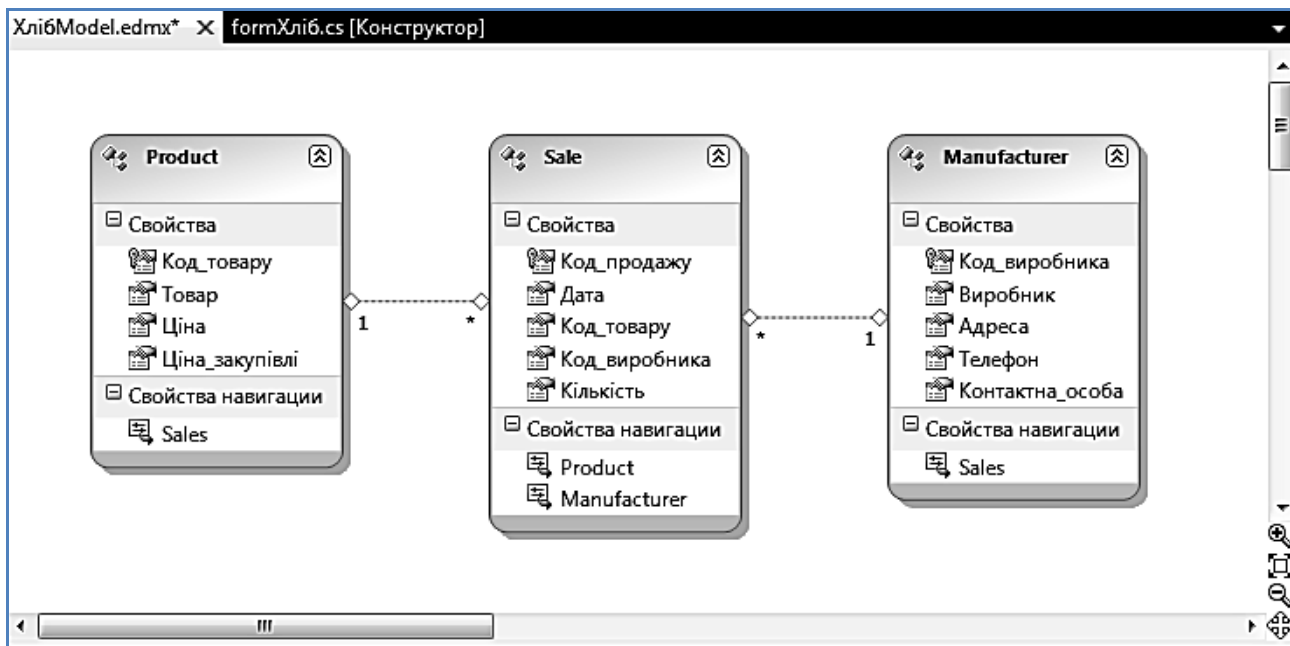 ХлібModel.edmx* X formХліб.cs [Конструктор]
Product
Свойства
Код_товару
Товар
Ціна
Ціна_закупівлі
Свойства навигации
Sales
1
*
Sale
Свойства
Код_продажу
Дата
Код_товару
Код_виробника
Кількість
Свойства навигации
Product
Manufacturer
*
1
Manufacturer
Свойства
Код_виробника
Виробник
Адреса
Телефон
Контактна_особа
Свойства навигации
Sales